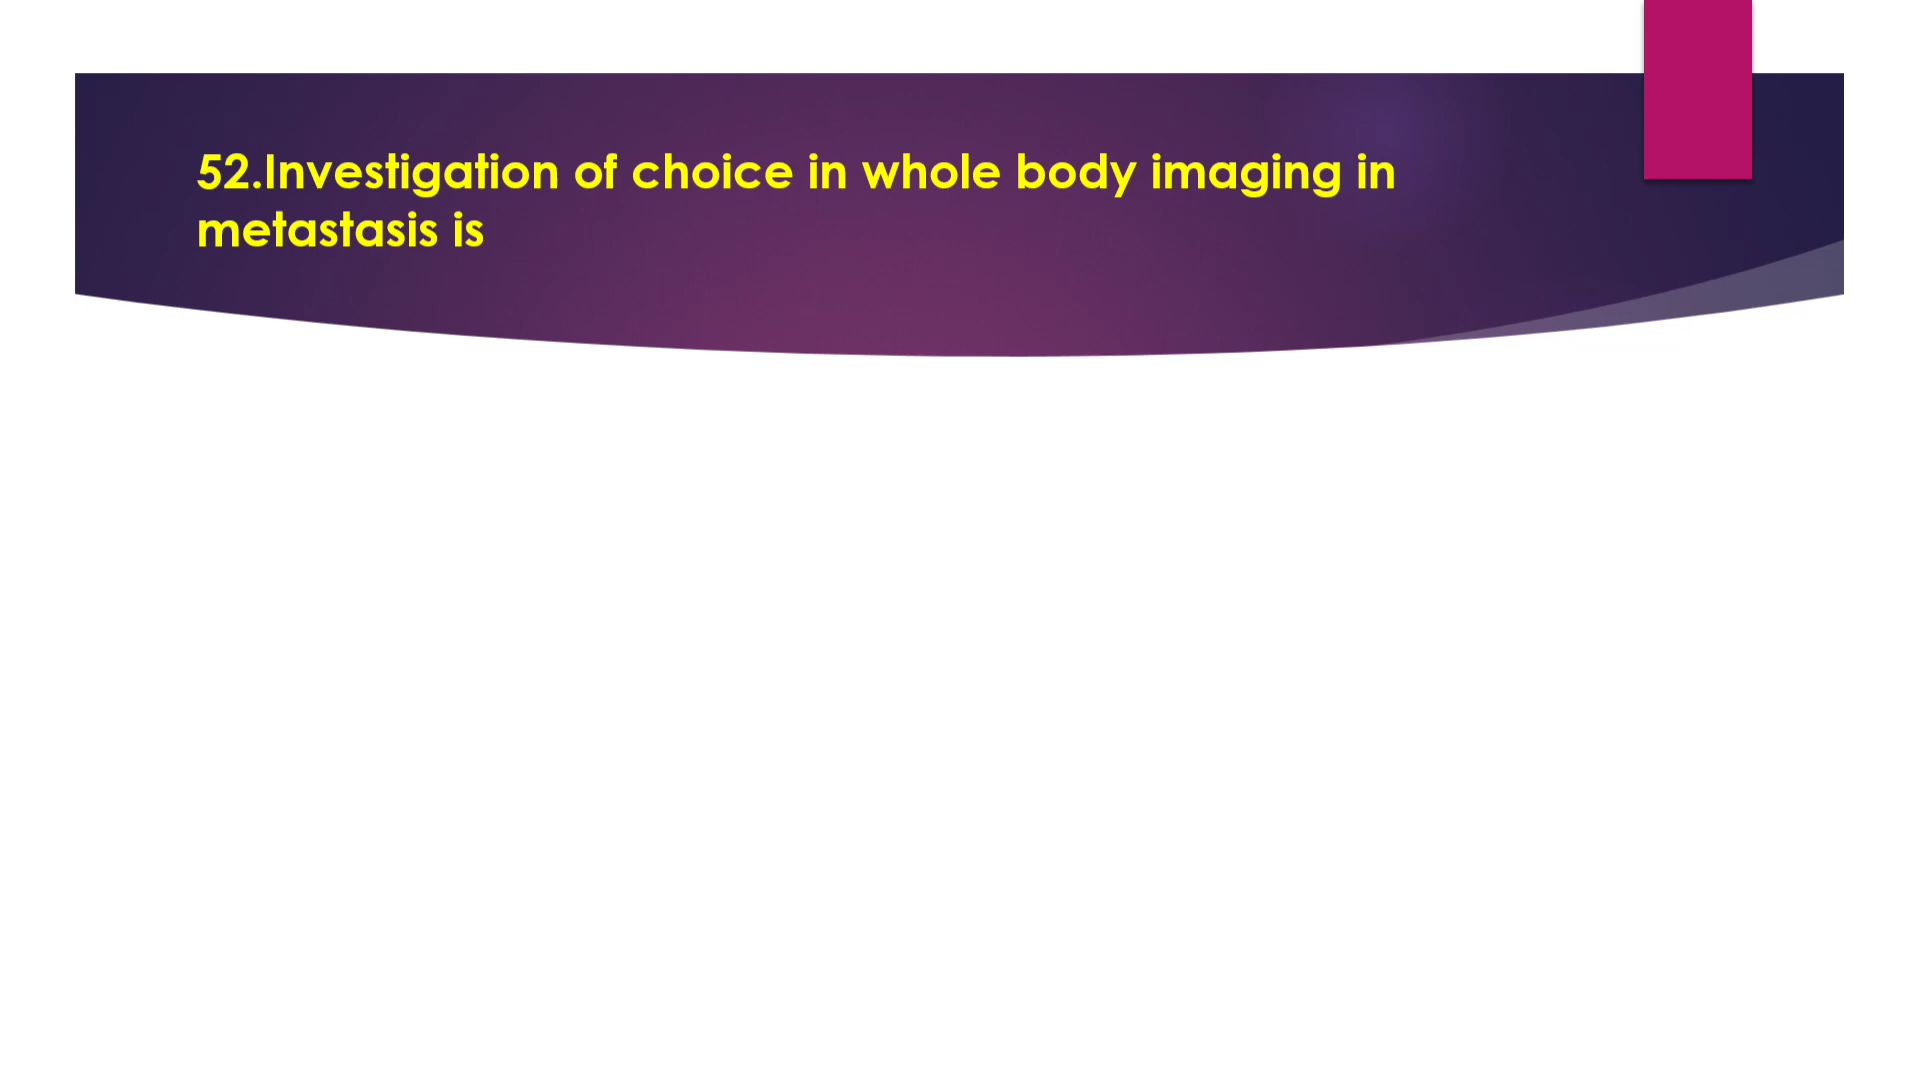 52.Investigation of choice in whole body imaging in
metastasis is